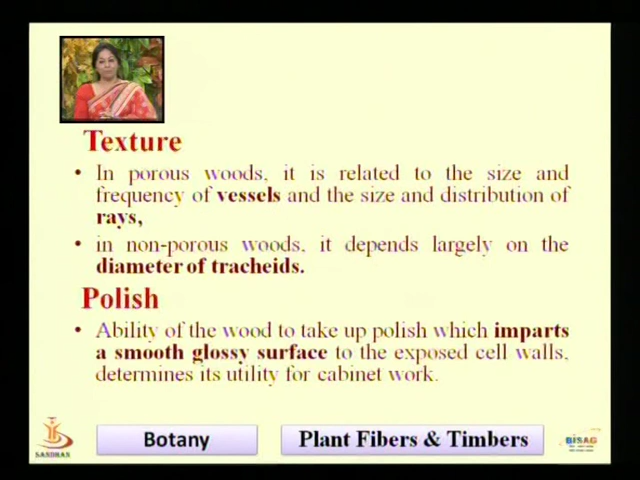 Texture
• In porous woods, it is related to the size and
frequency of vessels and the size and distribution of
rays,
• in non-porous woods, it depends largely on the
diameter of tracheids.
Polish
• Ability of the wood to take up polish which imparts
a smooth glossy surface to the exposed cell walls,
determines its utility for cabinet work.
SANDHAN
Botany
Plant Fibers & Timbers
BISAG